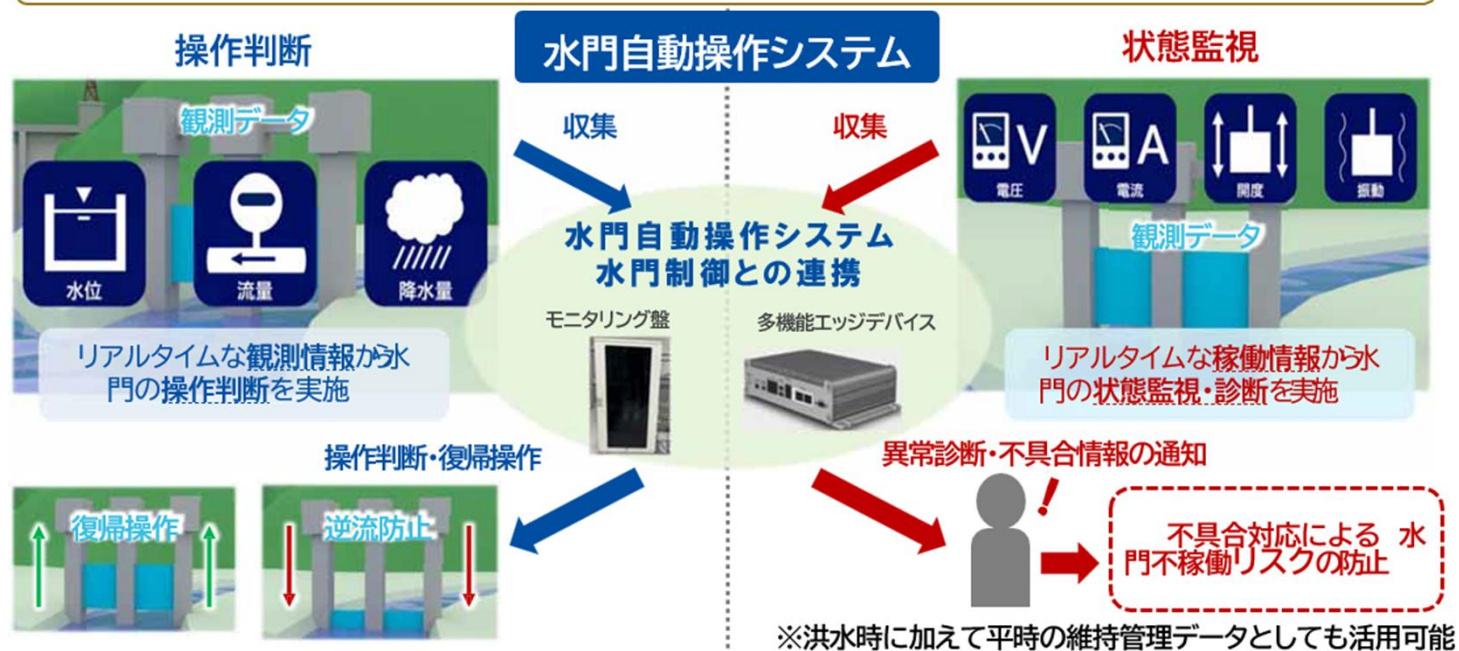 水門自動操作システム
操作判断
観測データ
水位
流量
降水量
リアルタイムな観測情報から水
門の操作判断を実施
収集
収集
水門自動操作システム
水門制御との連携
モニタリング盤
多機能エッジデバイス
状態監視
V
電圧
A
電流
開度
振動
観測データ
リアルタイムな稼働情報から水
門の状態監視・診断を実施
操作判断・復帰操作
復帰操作
逆流防止
異常診断・不具合情報の通知
!
不具合対応による 水
門不稼働リスクの防止
※洪水時に加えて平時の維持管理データとしても活用可能